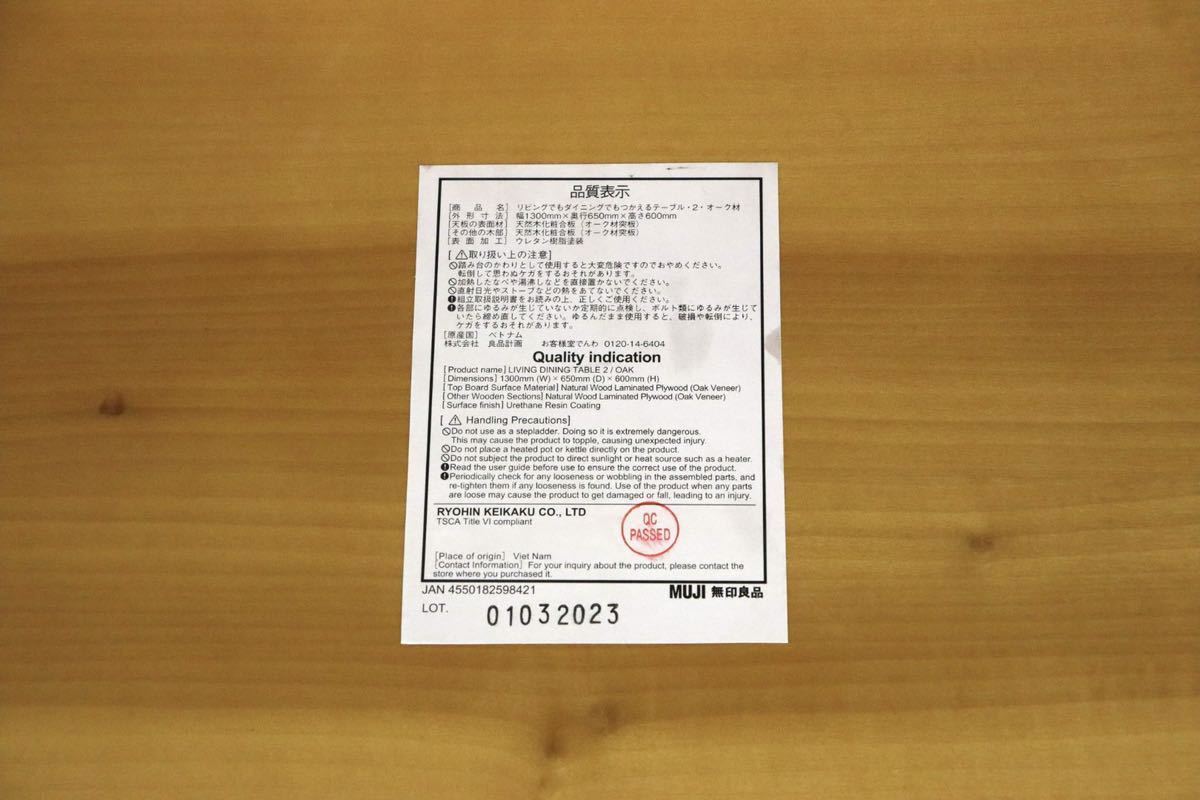 品質表示
[商品名] リビングでもダイニングでもつかえるテーブル・2・オーク材
[外形寸法] 幅1300mm×奥行650mm×高さ600mm
[天板の表面材] 天然木化粧合板（オーク材突板）
[その他の木部] 天然木化粧合板（オーク材突板）
[表面加工] ウレタン樹脂塗装
[⚠取り扱い上の注意]
踏み台のかわりとして使用すると大変危険ですのでおやめください。
転倒して思わぬケガをするおそれがあります。
加熱したなべや湯沸しなどを直接置かないでください。
直射日光やストーブなどの熱をあてないでください。
組立取扱説明書をお読みの上、正しくご使用ください。
各部にゆるみが生じていないか定期的に点検し、ボルト類にゆるみが生じて
いたら締め直してください。ゆるんだまま使用すると、破損や転倒により、
ケガをするおそれがあります。
[原産国] ベトナム
株式会社 良品計画 お客様室でんわ 0120-14-6404
Quality indication
[Product name] LIVING DINING TABLE 2 / OAK
[Dimensions] 1300mm (W) × 650mm (D) × 600mm (H)
[Top Board Surface Material] Natural Wood Laminated Plywood (Oak Veneer)
[Other Wooden Sections] Natural Wood Laminated Plywood (Oak Veneer)
[Surface finish] Urethane Resin Coating
[⚠ Handling Precautions]
Do not use as a stepladder. Doing so it is extremely dangerous.
This may cause the product to topple, causing unexpected injury.
Do not place a heated pot or kettle directly on the product.
Do not subject the product to direct sunlight or heat source such as a heater.
Read the user guide before use to ensure the correct use of the product.
Periodically check for any looseness or wobbling in the assembled parts, and
re-tighten them if any looseness is found. Use of the product when any parts
are loose may cause the product to get damaged or fall, leading to an injury.
RYOHIN KEIKAKU CO., LTD
TSCA Title VI compliant
QC
PASSED
[Place of origin] Viet Nam
[Contact Information] For your inquiry about the product, please contact the
store where you purchased it.
JAN 4550182598421
MUJI 無印良品
LOT. 01032023